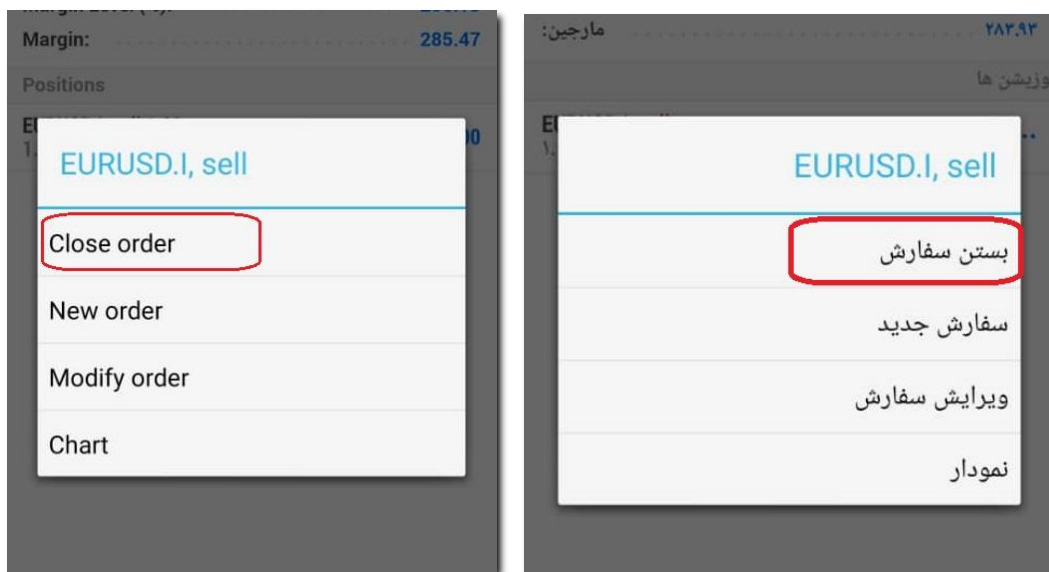 Margin: 285.47
Positions
EURUSD.I, sell
Close order
New order
Modify order
Chart
مارجین: ۲۸۳.۹۳
وزیشن ها
EURUSD.I, sell
بستن سفارش
سفارش جدید
ویرایش سفارش
نمودار